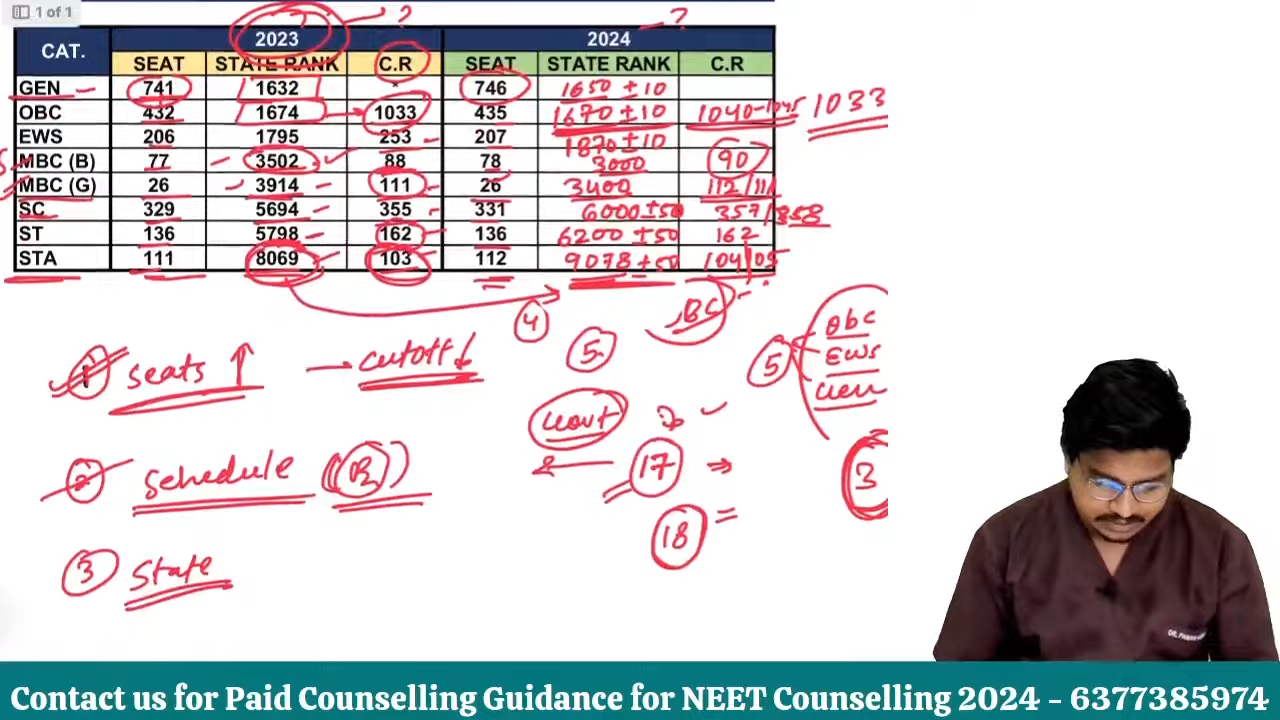 1 of 1
CAT. 2023 2024
SEAT STATE RANK C.R SEAT STATE RANK C.R
GEN 741 1632 * 746 1650 ± 10
OBC 432 1674 1033 435 1670 ± 10 1040-1045 1033
EWS 206 1795 253 207 1870 ± 10
MBC (B) 77 3502 88 78 3000 90
MBC (G) 26 3914 111 26 3400 112/111
SC 329 5694 355 331 6000 ± 50 357/358
ST 136 5798 162 136 6200 ± 50 162
STA 111 8069 103 112 9078 ± 50 104/05
? ?
4 BC
① seats ↑ → cutoff ↓ 5 5 Obc
EWS
Gen
② schedule (R) 17 ⇒ 3
18 =
③ State
Contact us for Paid Counselling Guidance for NEET Counselling 2024 - 6377385974